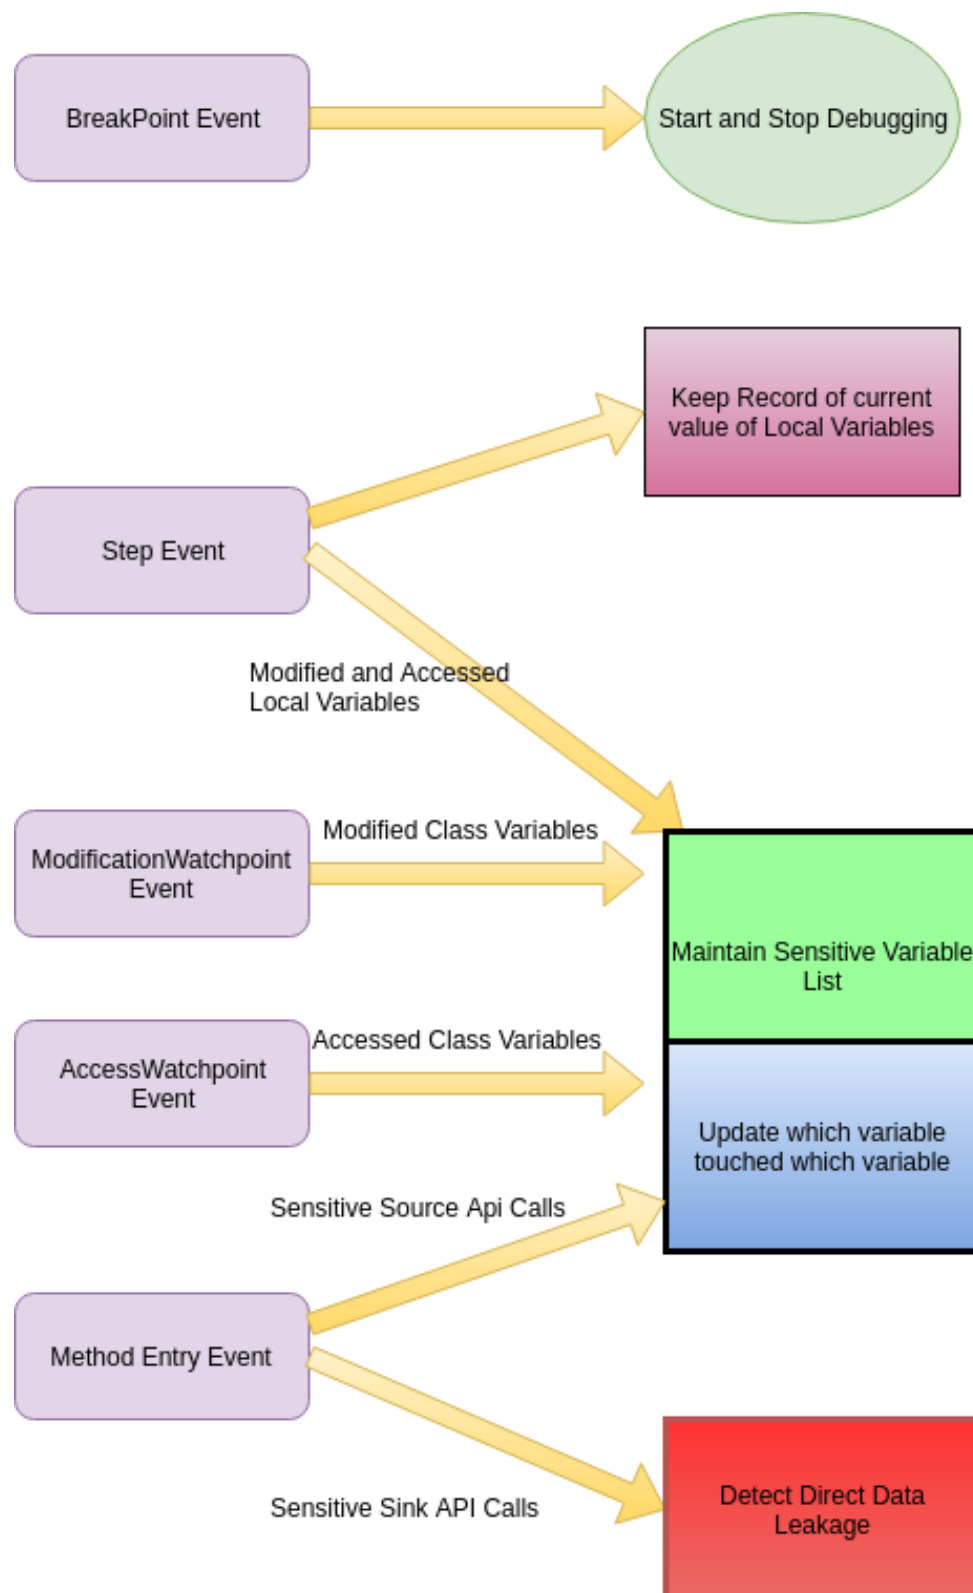 BreakPoint Event
Start and Stop Debugging
Keep Record of current
value of Local Variables
Step Event
Modified and Accessed
Local Variables
Modified Class Variables
ModificationWatchpoint
Event
Maintain Sensitive Variable
List
Accessed Class Variables
AccessWatchpoint
Event
Update which variable
touched which variable
Sensitive Source Api Calls
Method Entry Event
Sensitive Sink API Calls
Detect Direct Data
Leakage